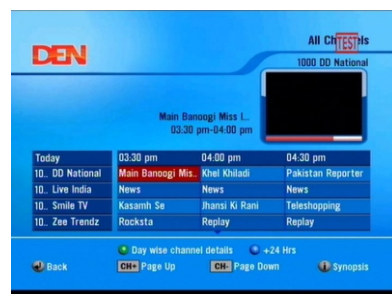 DEN
All Ch TEST ls
1000 DD National
Main Banoogi Miss I...
03:30 pm-04:00 pm
Today 03:30 pm 04:00 pm 04:30 pm
10.. DD National Main Banoogi Mis.. Khel Khiladi Pakistan Reporter
10.. Live India News News News
10.. Smile TV Kasamh Se Jhansi Ki Rani Teleshopping
10.. Zee Trendz Rocksta Replay Replay
Day wise channel details +24 Hrs
Back CH+ Page Up CH- Page Down Synopsis